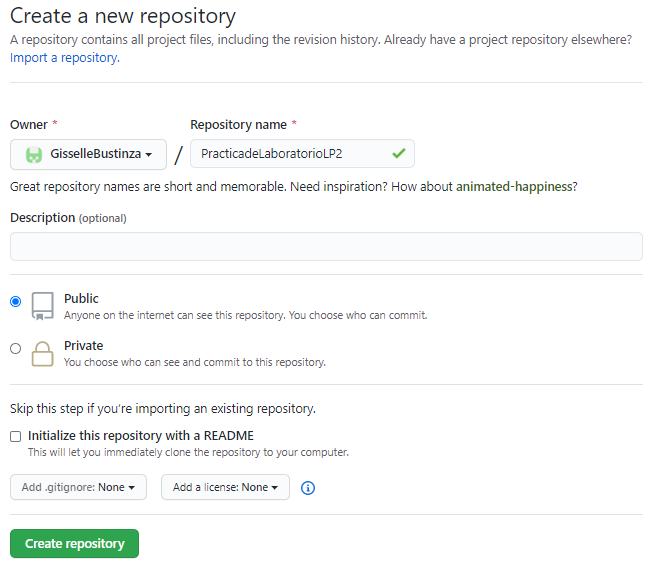 Create a new repository
A repository contains all project files, including the revision history. Already have a project repository elsewhere?
Import a repository.
Owner *
Repository name *
GisselleBustinza
/
PracticadeLaboratorioLP2
Great repository names are short and memorable. Need inspiration? How about animated-happiness?
Description (optional)
Public
Anyone on the internet can see this repository. You choose who can commit.
Private
You choose who can see and commit to this repository.
Skip this step if you're importing an existing repository.
Initialize this repository with a README
This will let you immediately clone the repository to your computer.
Add .gitignore: None
Add a license: None
Create repository